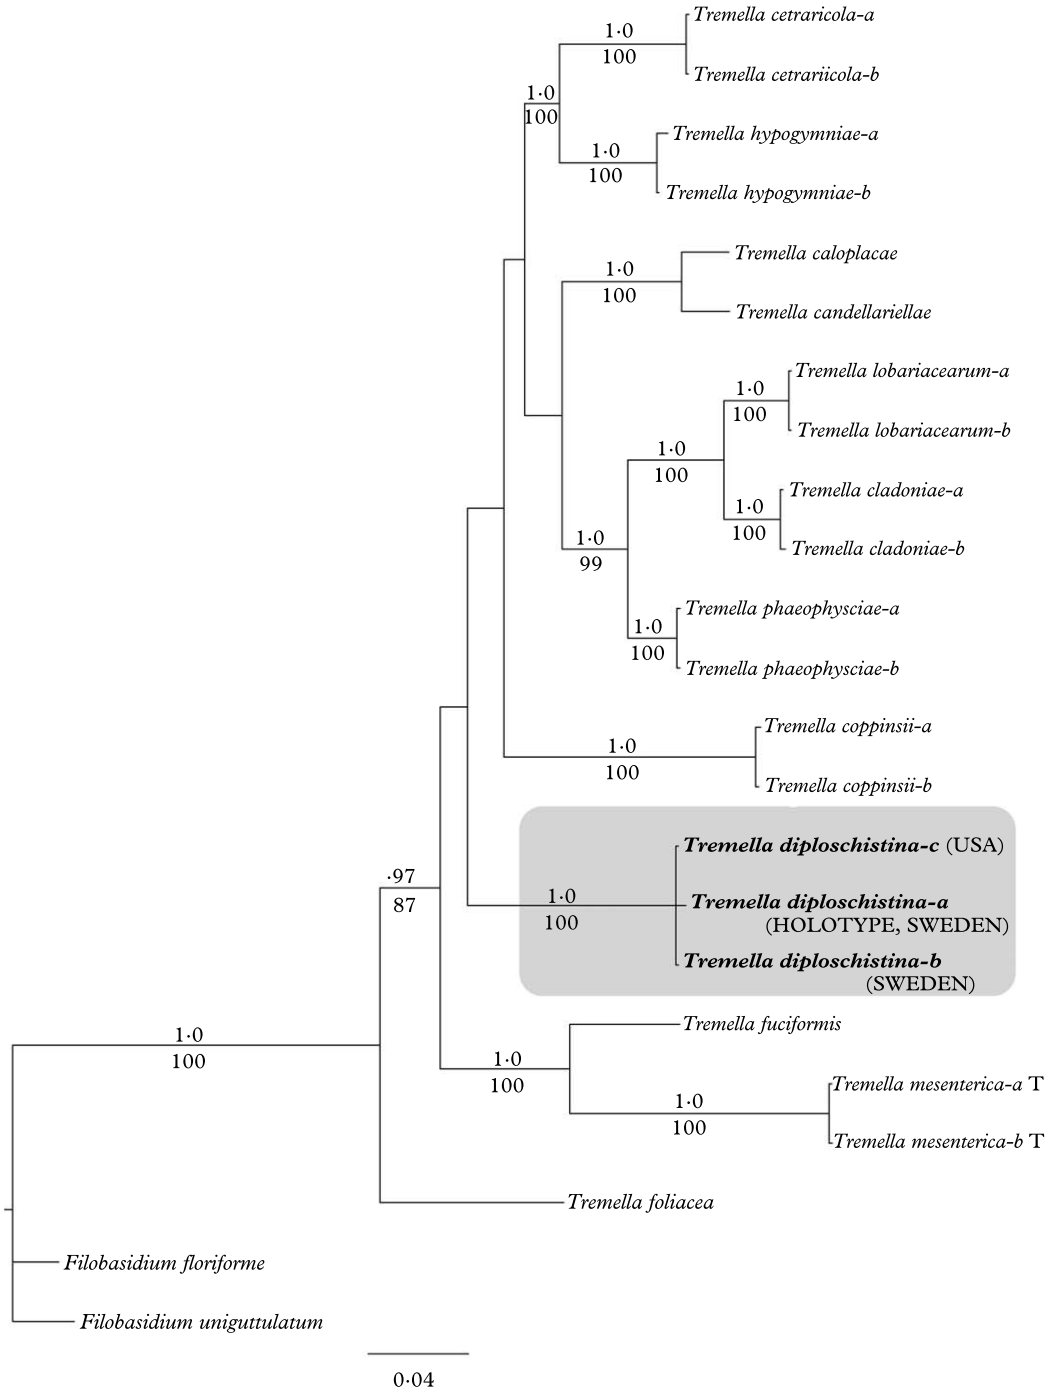 Tremella cetraricola-a
1·0
100
Tremella cetrariicola-b
1·0
100
Tremella hypogymniae-a
1·0
100
Tremella hypogymniae-b
Tremella caloplacae
1·0
100
Tremella candellariellae
Tremella lobariacearum-a
1·0
100
Tremella lobariacearum-b
1·0
100
Tremella cladoniae-a
1·0
100
Tremella cladoniae-b
1·0
99
Tremella phaeophysciae-a
1·0
100
Tremella phaeophysciae-b
Tremella coppinsii-a
1·0
100
Tremella coppinsii-b
Tremella diploschistina-c (USA)
·97
87
1·0
100
Tremella diploschistina-a
(HOLOTYPE, SWEDEN)
Tremella diploschistina-b
(SWEDEN)
Tremella fuciformis
1·0
100
1·0
100
Tremella mesenterica-a T
1·0
100
Tremella mesenterica-b T
Tremella foliacea
Filobasidium floriforme
Filobasidium uniguttulatum
0·04